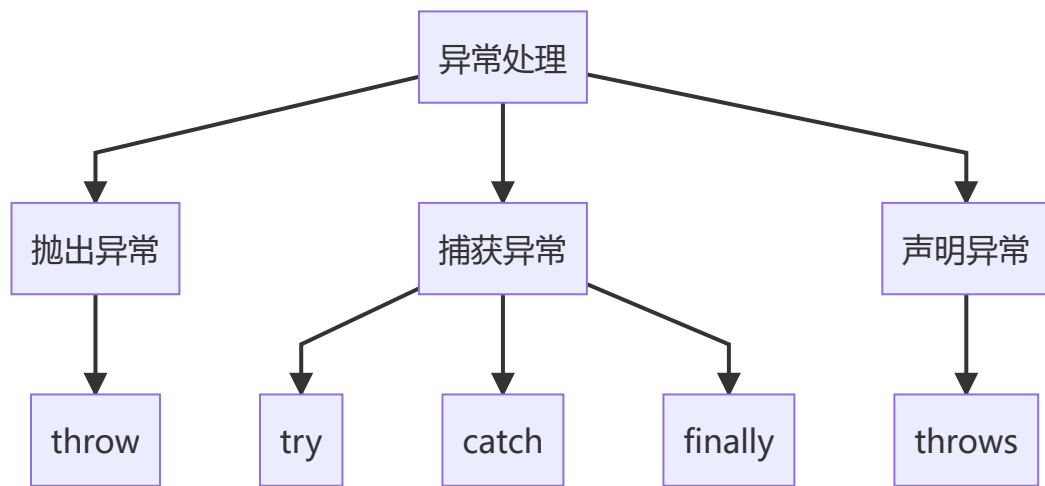 异常处理
抛出异常
捕获异常
声明异常
throw
try
catch
finally
throws